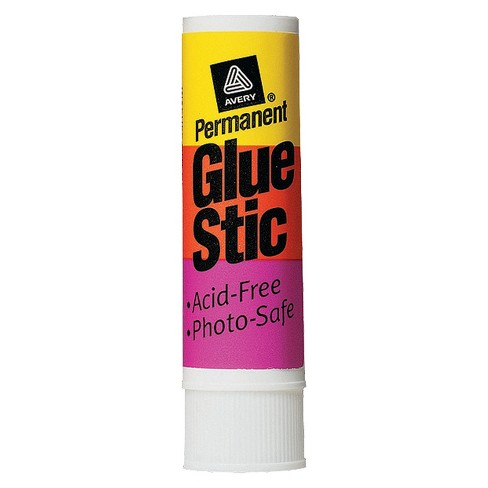 AVERY
®
Permanent
Glue
Stic
•Acid-Free
•Photo-Safe